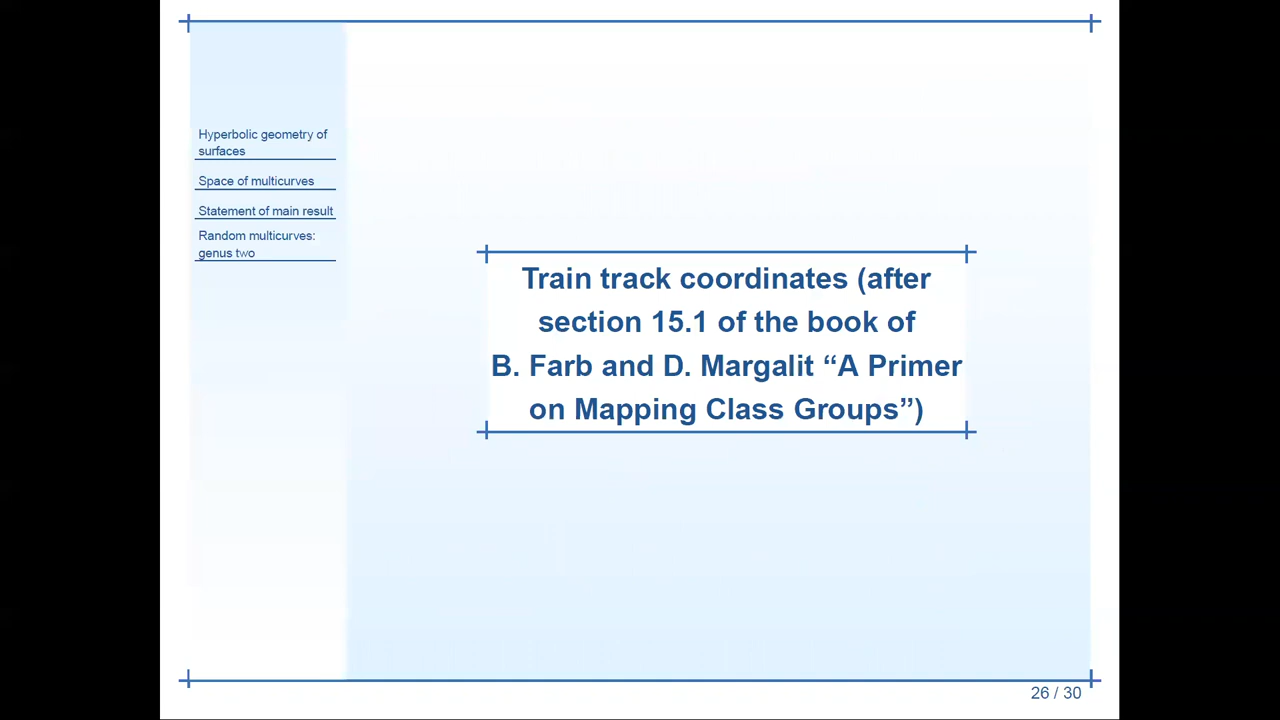 Hyperbolic geometry of
surfaces
Space of multicurves
Statement of main result
Random multicurves:
genus two
Train track coordinates (after
section 15.1 of the book of
B. Farb and D. Margalit “A Primer
on Mapping Class Groups”)
26 / 30